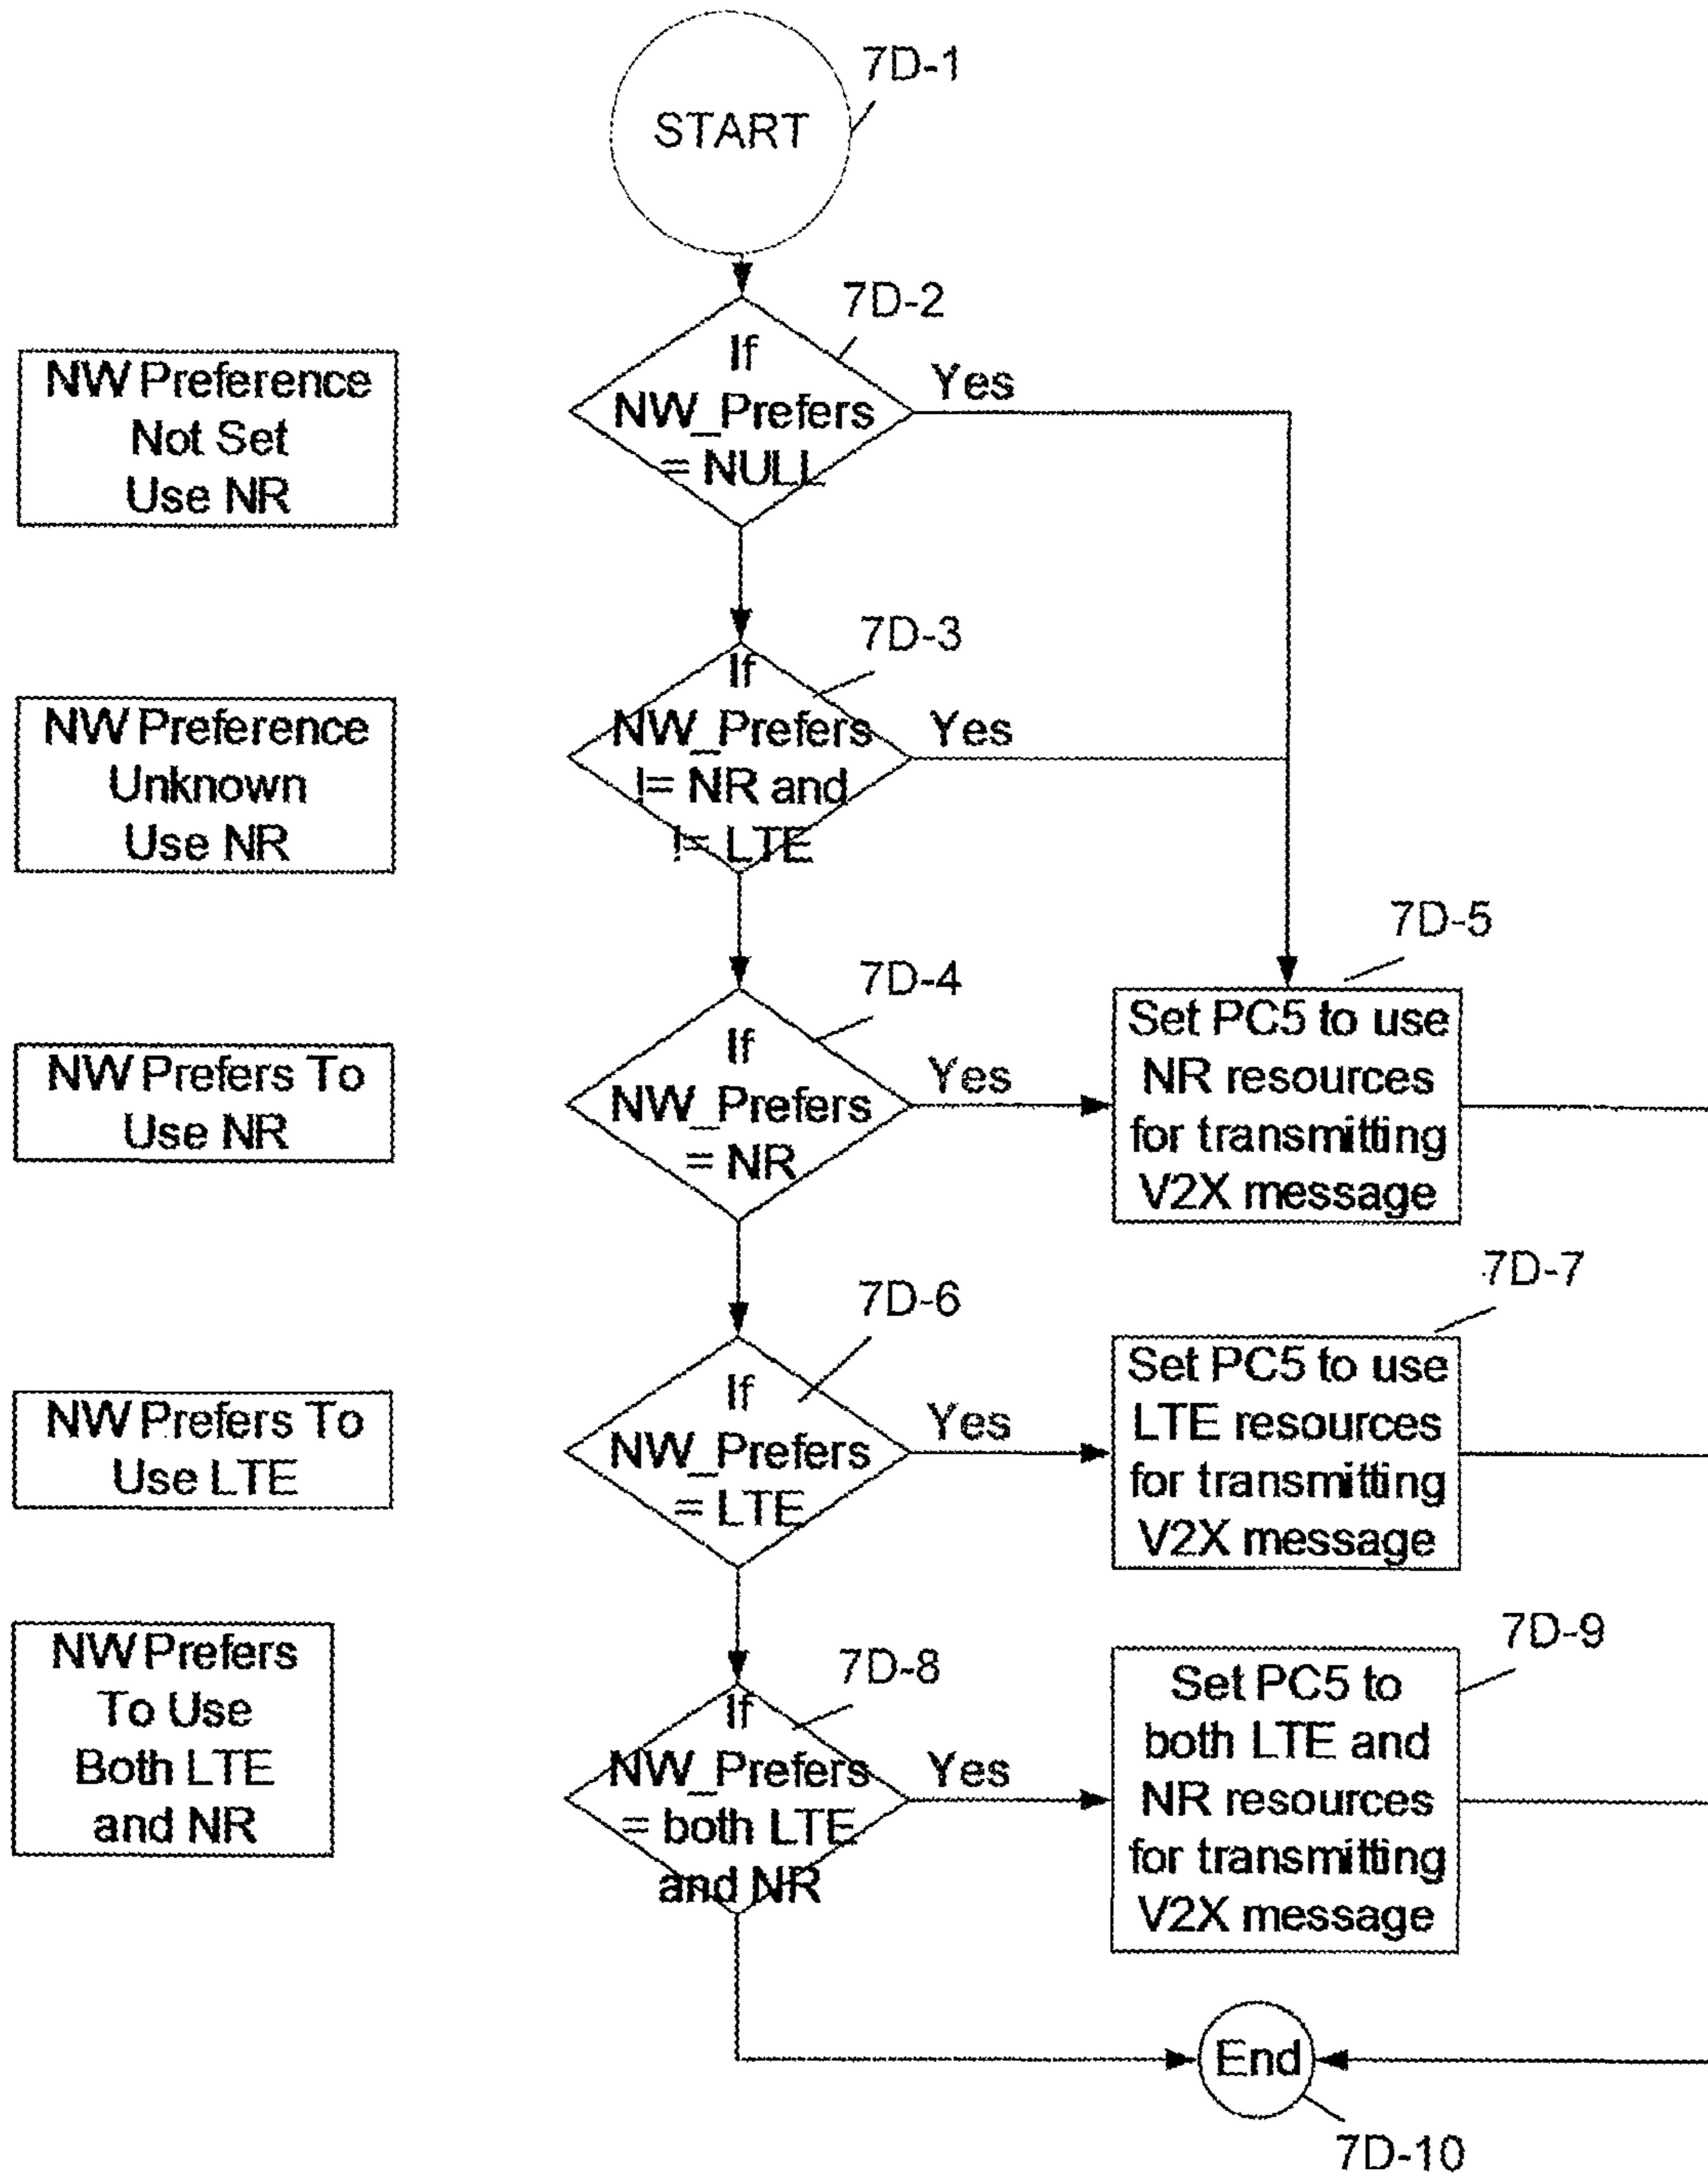 7D-1
START
7D-2
If
NW_Prefers
= NULL
Yes
NW Preference
Not Set
Use NR
7D-3
If
NW_Prefers
!= NR and
!= LTE
Yes
NW Preference
Unknown
Use NR
7D-4
If
NW_Prefers
= NR
Yes
NW Prefers To
Use NR
7D-5
Set PC5 to use
NR resources
for transmitting
V2X message
7D-6
If
NW_Prefers
= LTE
Yes
NW Prefers To
Use LTE
7D-7
Set PC5 to use
LTE resources
for transmitting
V2X message
NW Prefers
To Use
Both LTE
and NR
7D-8
If
NW_Prefers
= both LTE
and NR
Yes
7D-9
Set PC5 to
both LTE and
NR resources
for transmitting
V2X message
End
7D-10